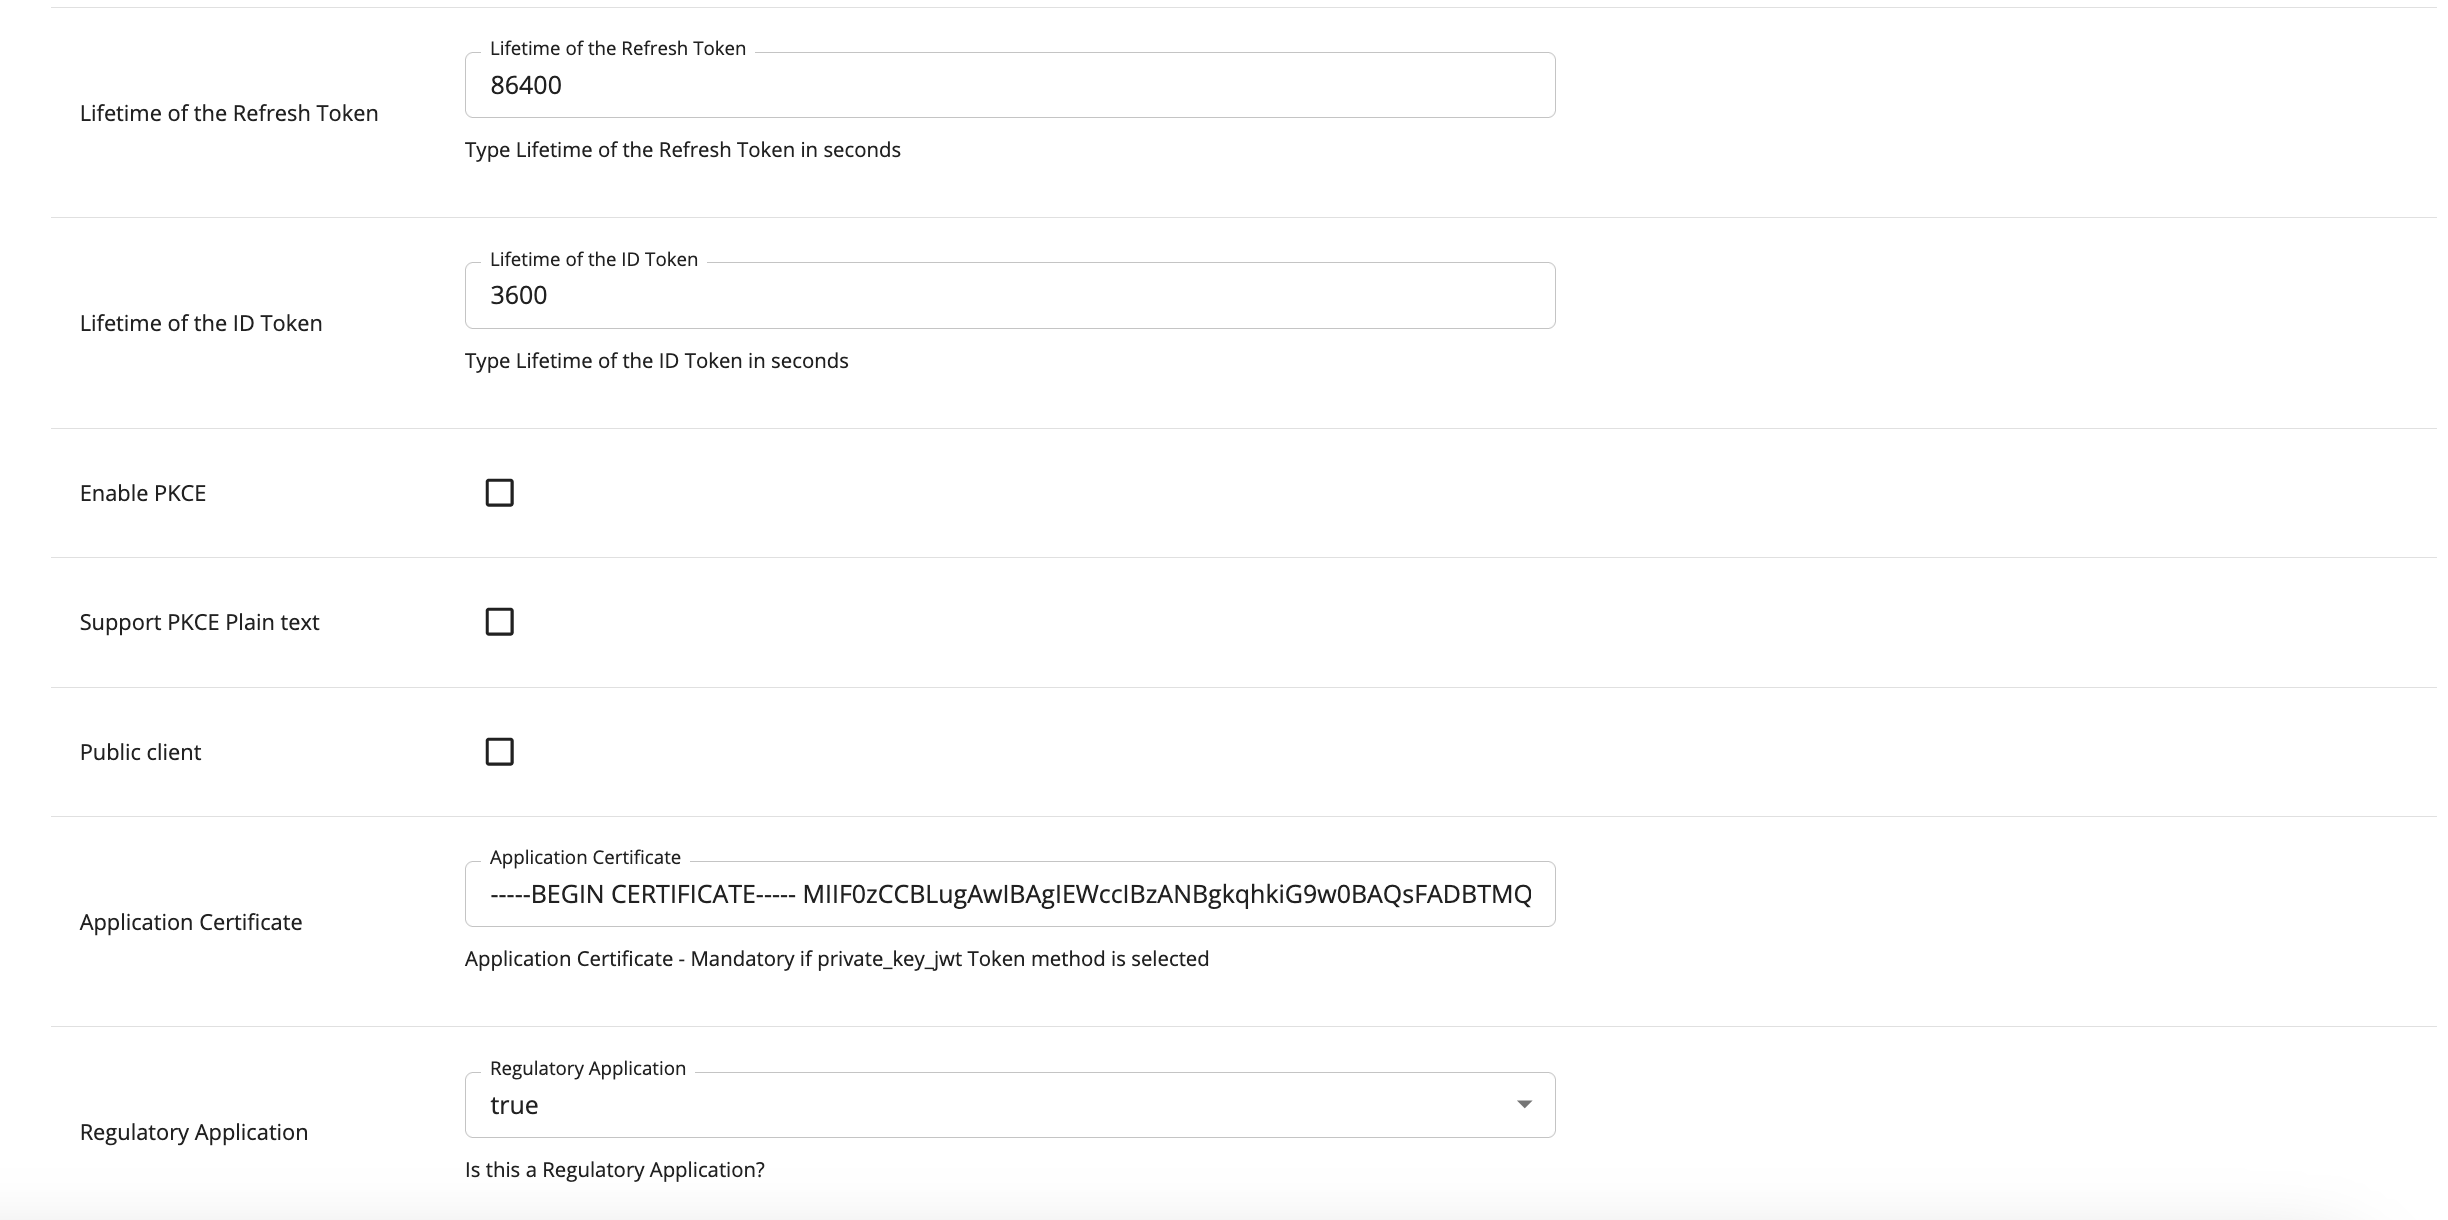 Lifetime of the Refresh Token
Lifetime of the Refresh Token
86400
Type Lifetime of the Refresh Token in seconds
Lifetime of the ID Token
Lifetime of the ID Token
3600
Type Lifetime of the ID Token in seconds
Enable PKCE
Support PKCE Plain text
Public client
Application Certificate
Application Certificate
-----BEGIN CERTIFICATE----- MIIF0zCCBLugAwIBAgIEWccIBzANBgkqhkiG9w0BAQsFADBTMQ
Application Certificate - Mandatory if private_key_jwt Token method is selected
Regulatory Application
Regulatory Application
true
Is this a Regulatory Application?